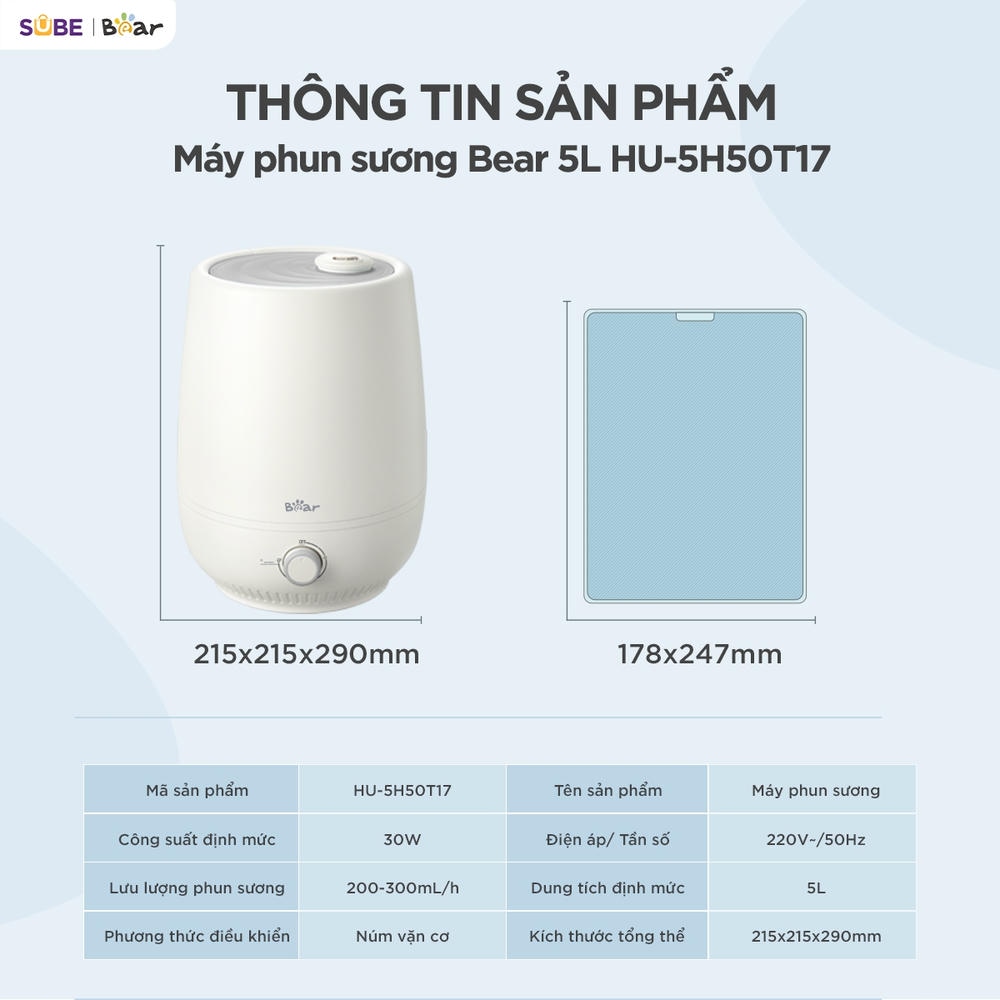 SUBE | Bear
THÔNG TIN SẢN PHẨM
Máy phun sương Bear 5L HU-5H50T17
Bear
OFF
215x215x290mm
178x247mm
Mã sản phẩm HU-5H50T17 Tên sản phẩm Máy phun sương
Công suất định mức 30W Điện áp/ Tần số 220V~/50Hz
Lưu lượng phun sương 200-300mL/h Dung tích định mức 5L
Phương thức điều khiển Núm vặn cơ Kích thước tổng thể 215x215x290mm